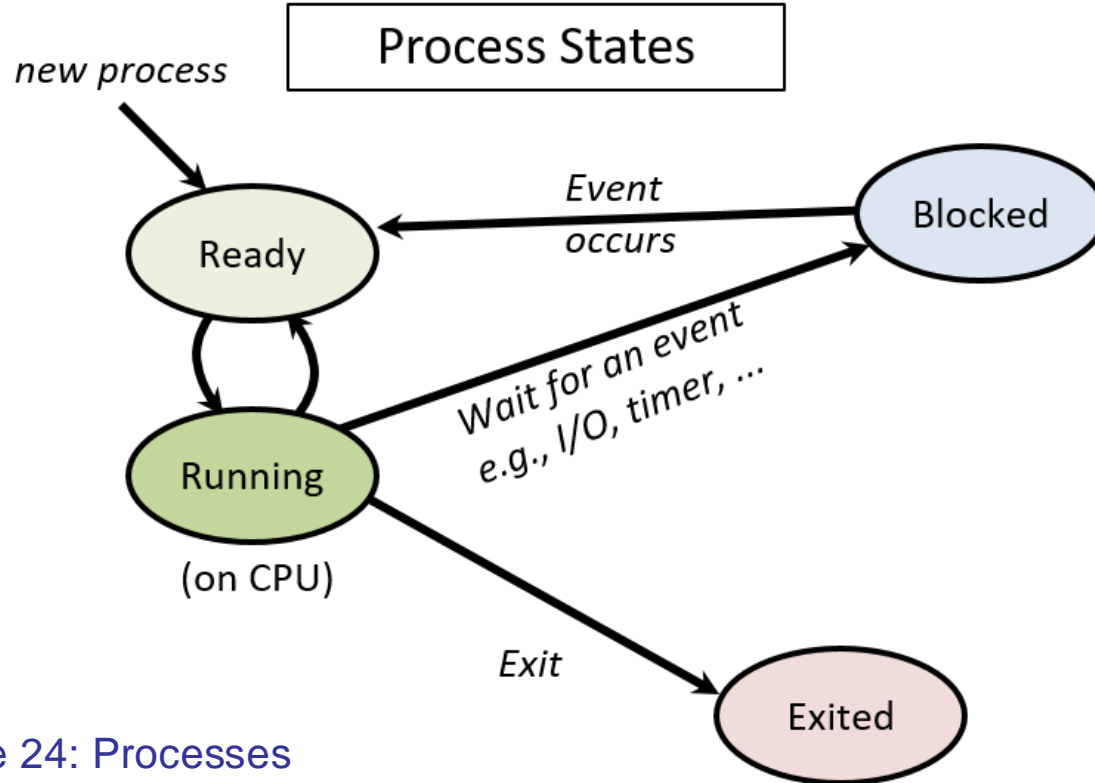 Process States
new process
Event
occurs
Blocked
Ready
Wait for an event
e.g., I/O, timer, ...
Running
(on CPU)
Exit
Exited
e 24: Processes